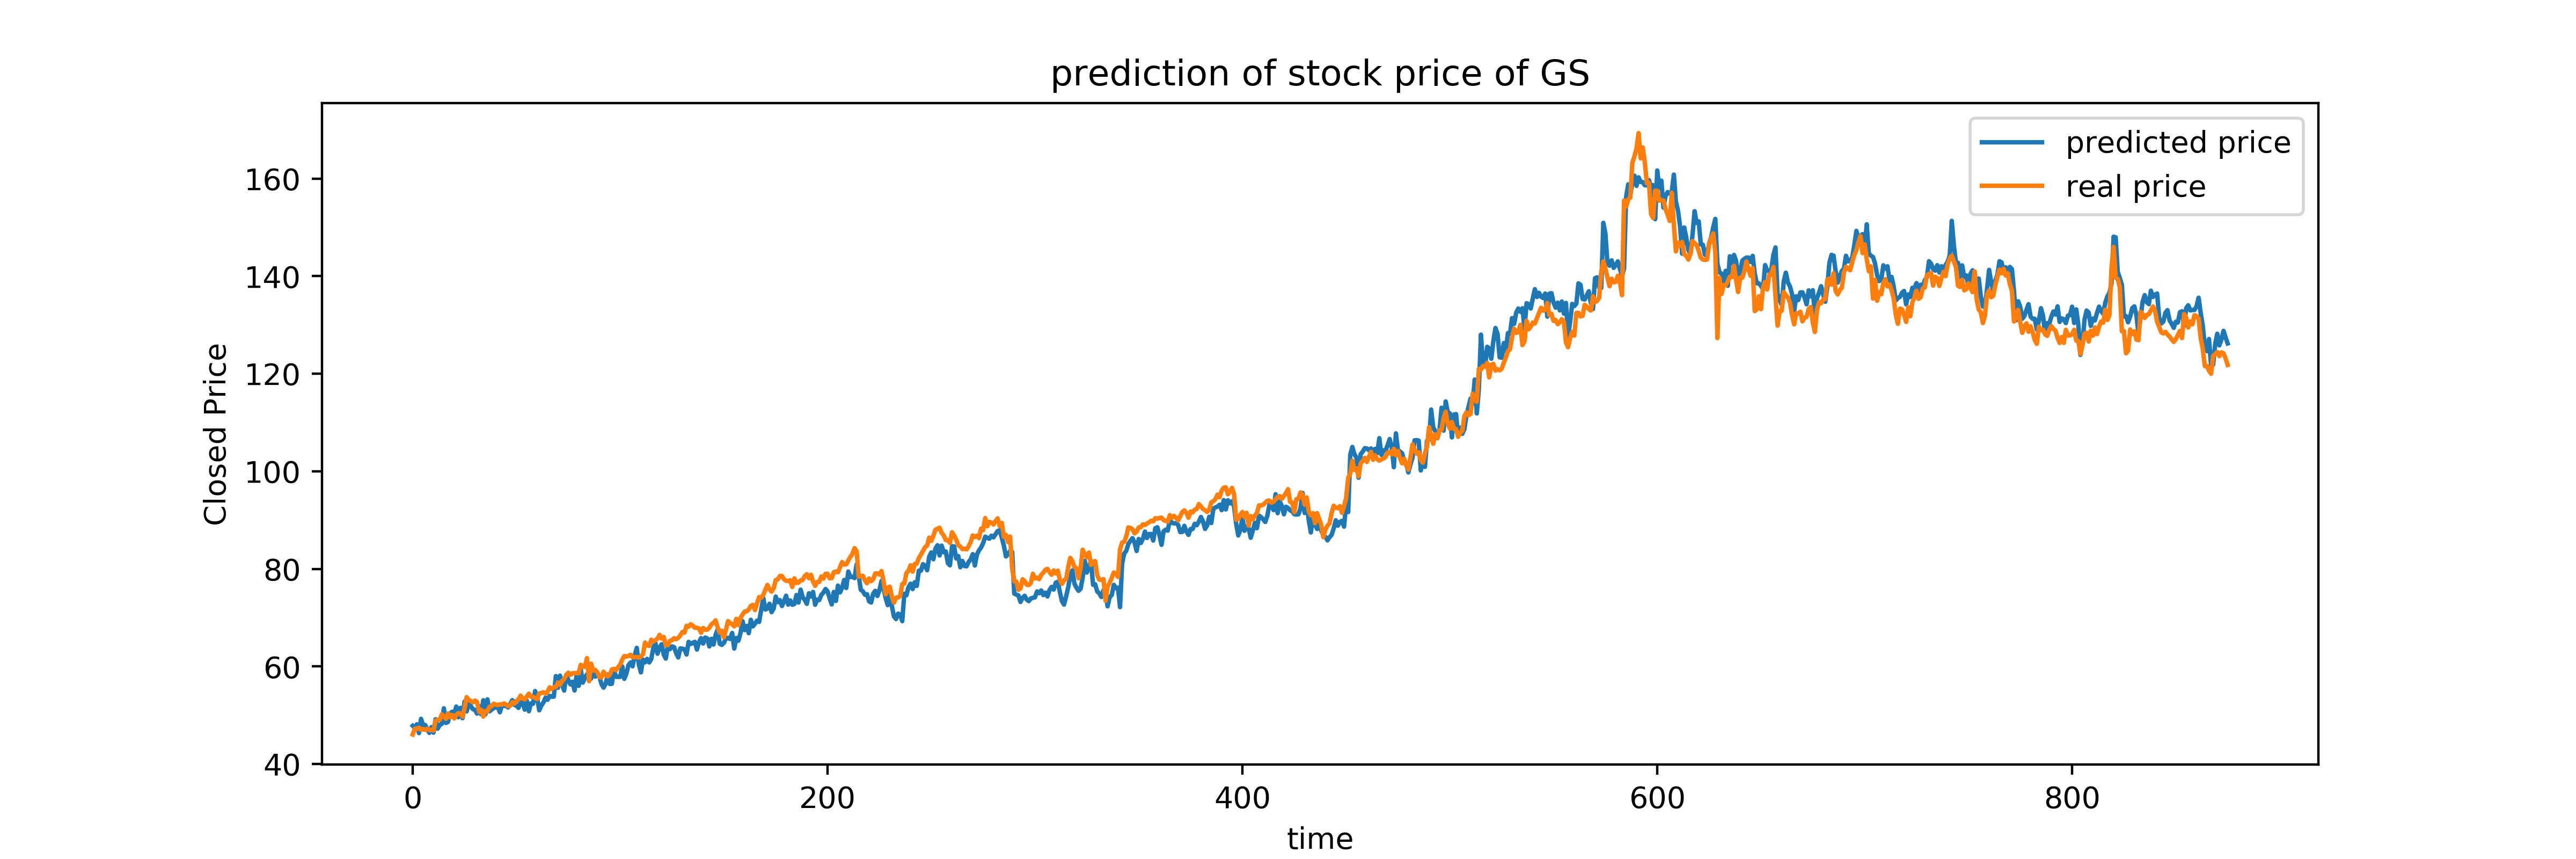 prediction of stock price of GS
predicted price
real price
Closed Price
160
140
120
100
80
60
40
0 200 400 600 800
time